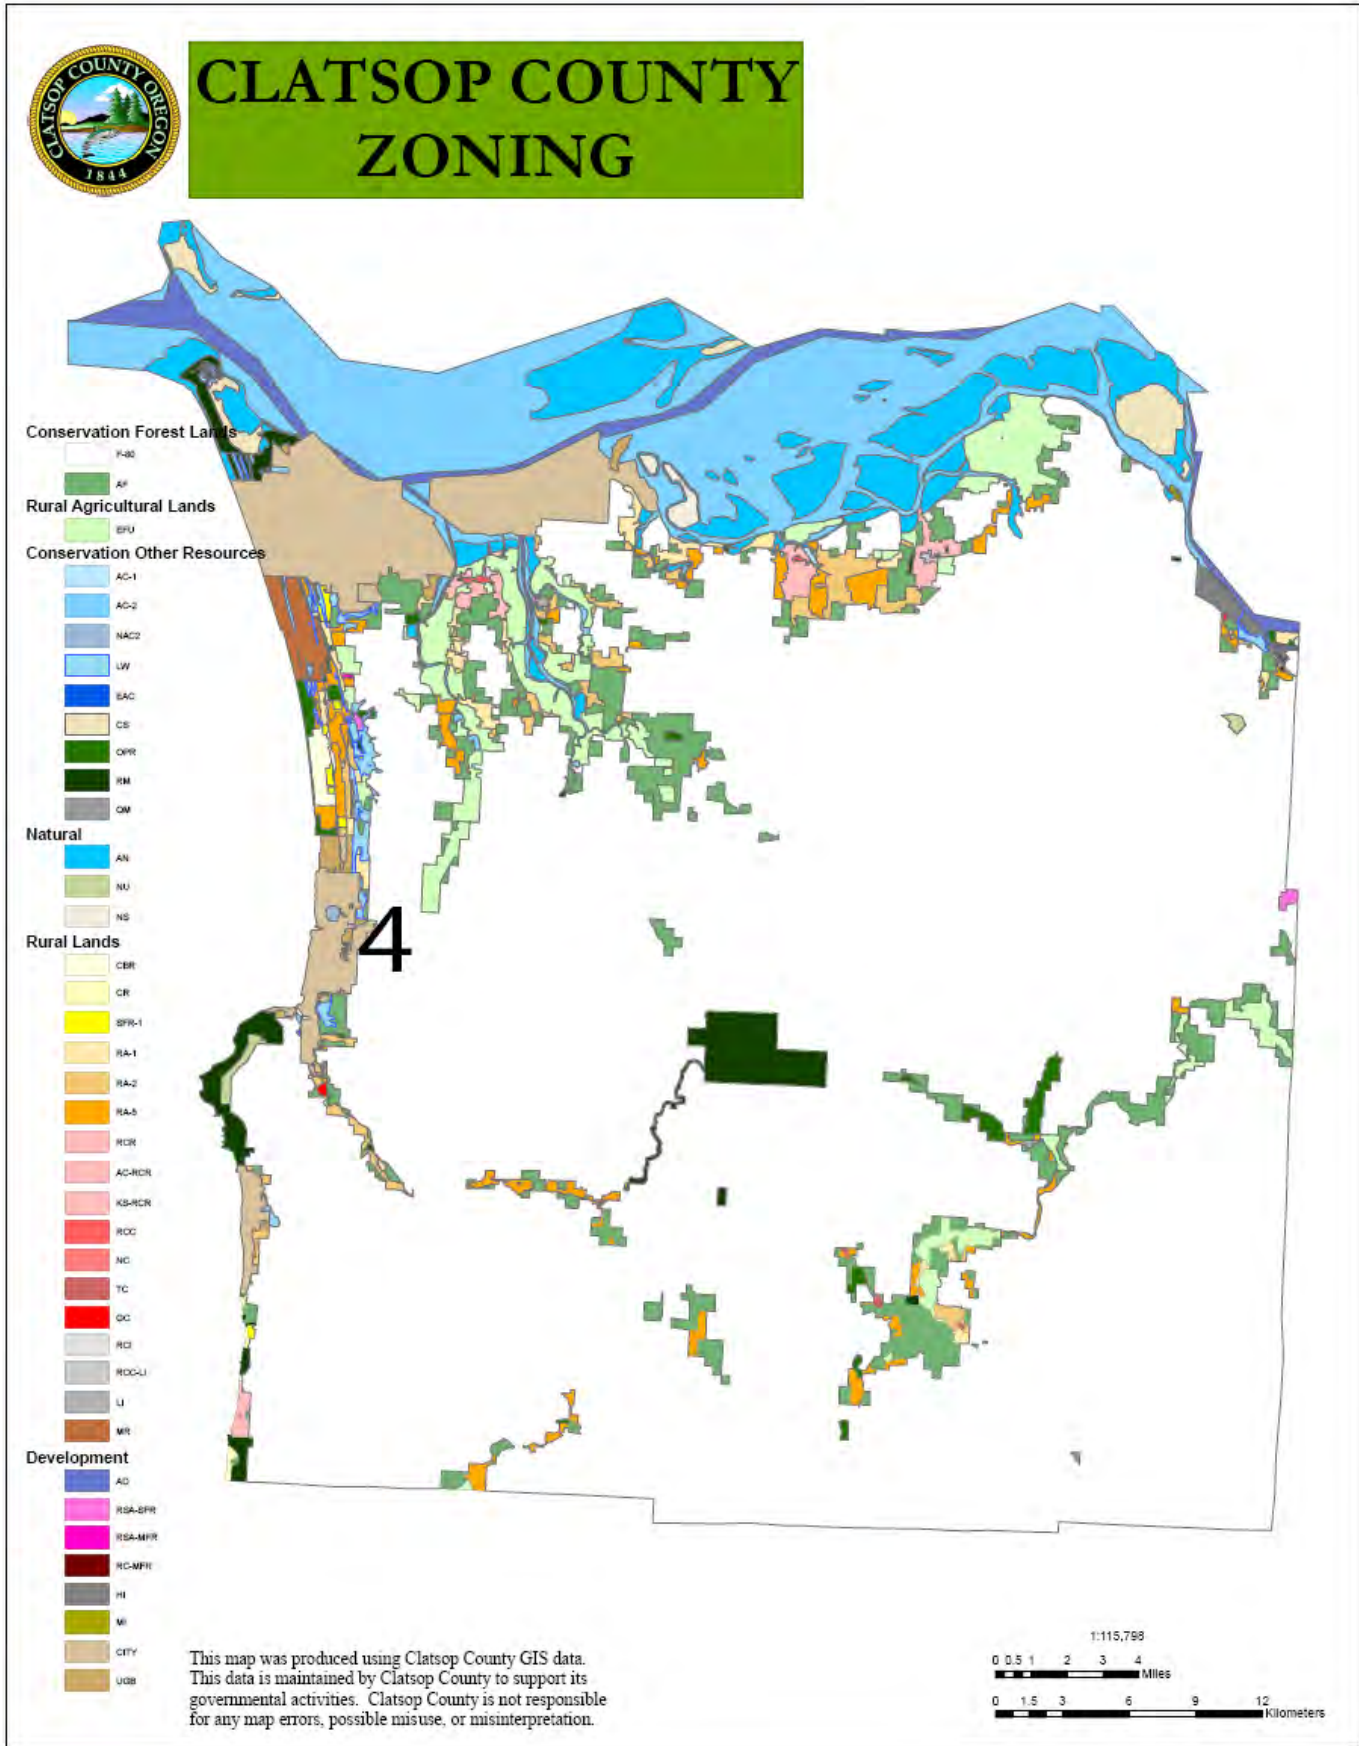 CLATSOP COUNTY OREGON
1844
CLATSOP COUNTY
ZONING
Conservation Forest Lands
F-80
AF
Rural Agricultural Lands
EFU
Conservation Other Resources
AC-1
AC-2
NAC2
LW
EAC
CS
OPR
RM
QM
Natural
AN
NU
NS
Rural Lands
CBR
CR
SFR-1
RA-1
RA-2
RA-5
RCR
AC-RCR
KS-RCR
RCC
NC
TC
GC
RCI
RCC-LI
LI
MR
Development
AD
RSA-SFR
RSA-MFR
RC-MFR
HI
MI
CITY
UGB
4
This map was produced using Clatsop County GIS data.
This data is maintained by Clatsop County to support its
governmental activities. Clatsop County is not responsible
for any map errors, possible misuse, or misinterpretation.
1:115,798
0 0.5 1 2 3 4
Miles
0 1.5 3 6 9 12
Kilometers